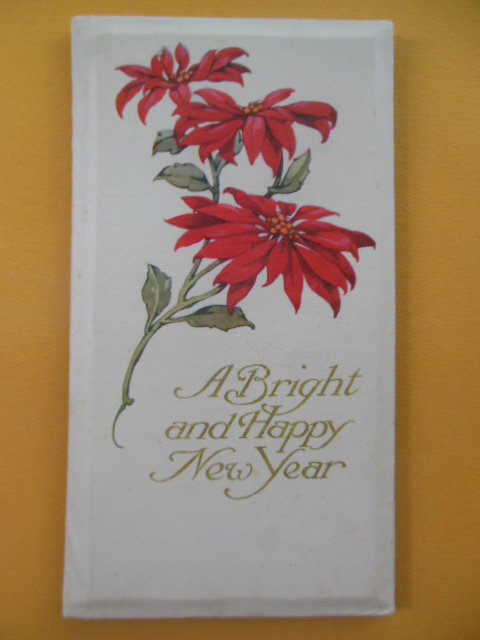 A Bright
and Happy
New Year